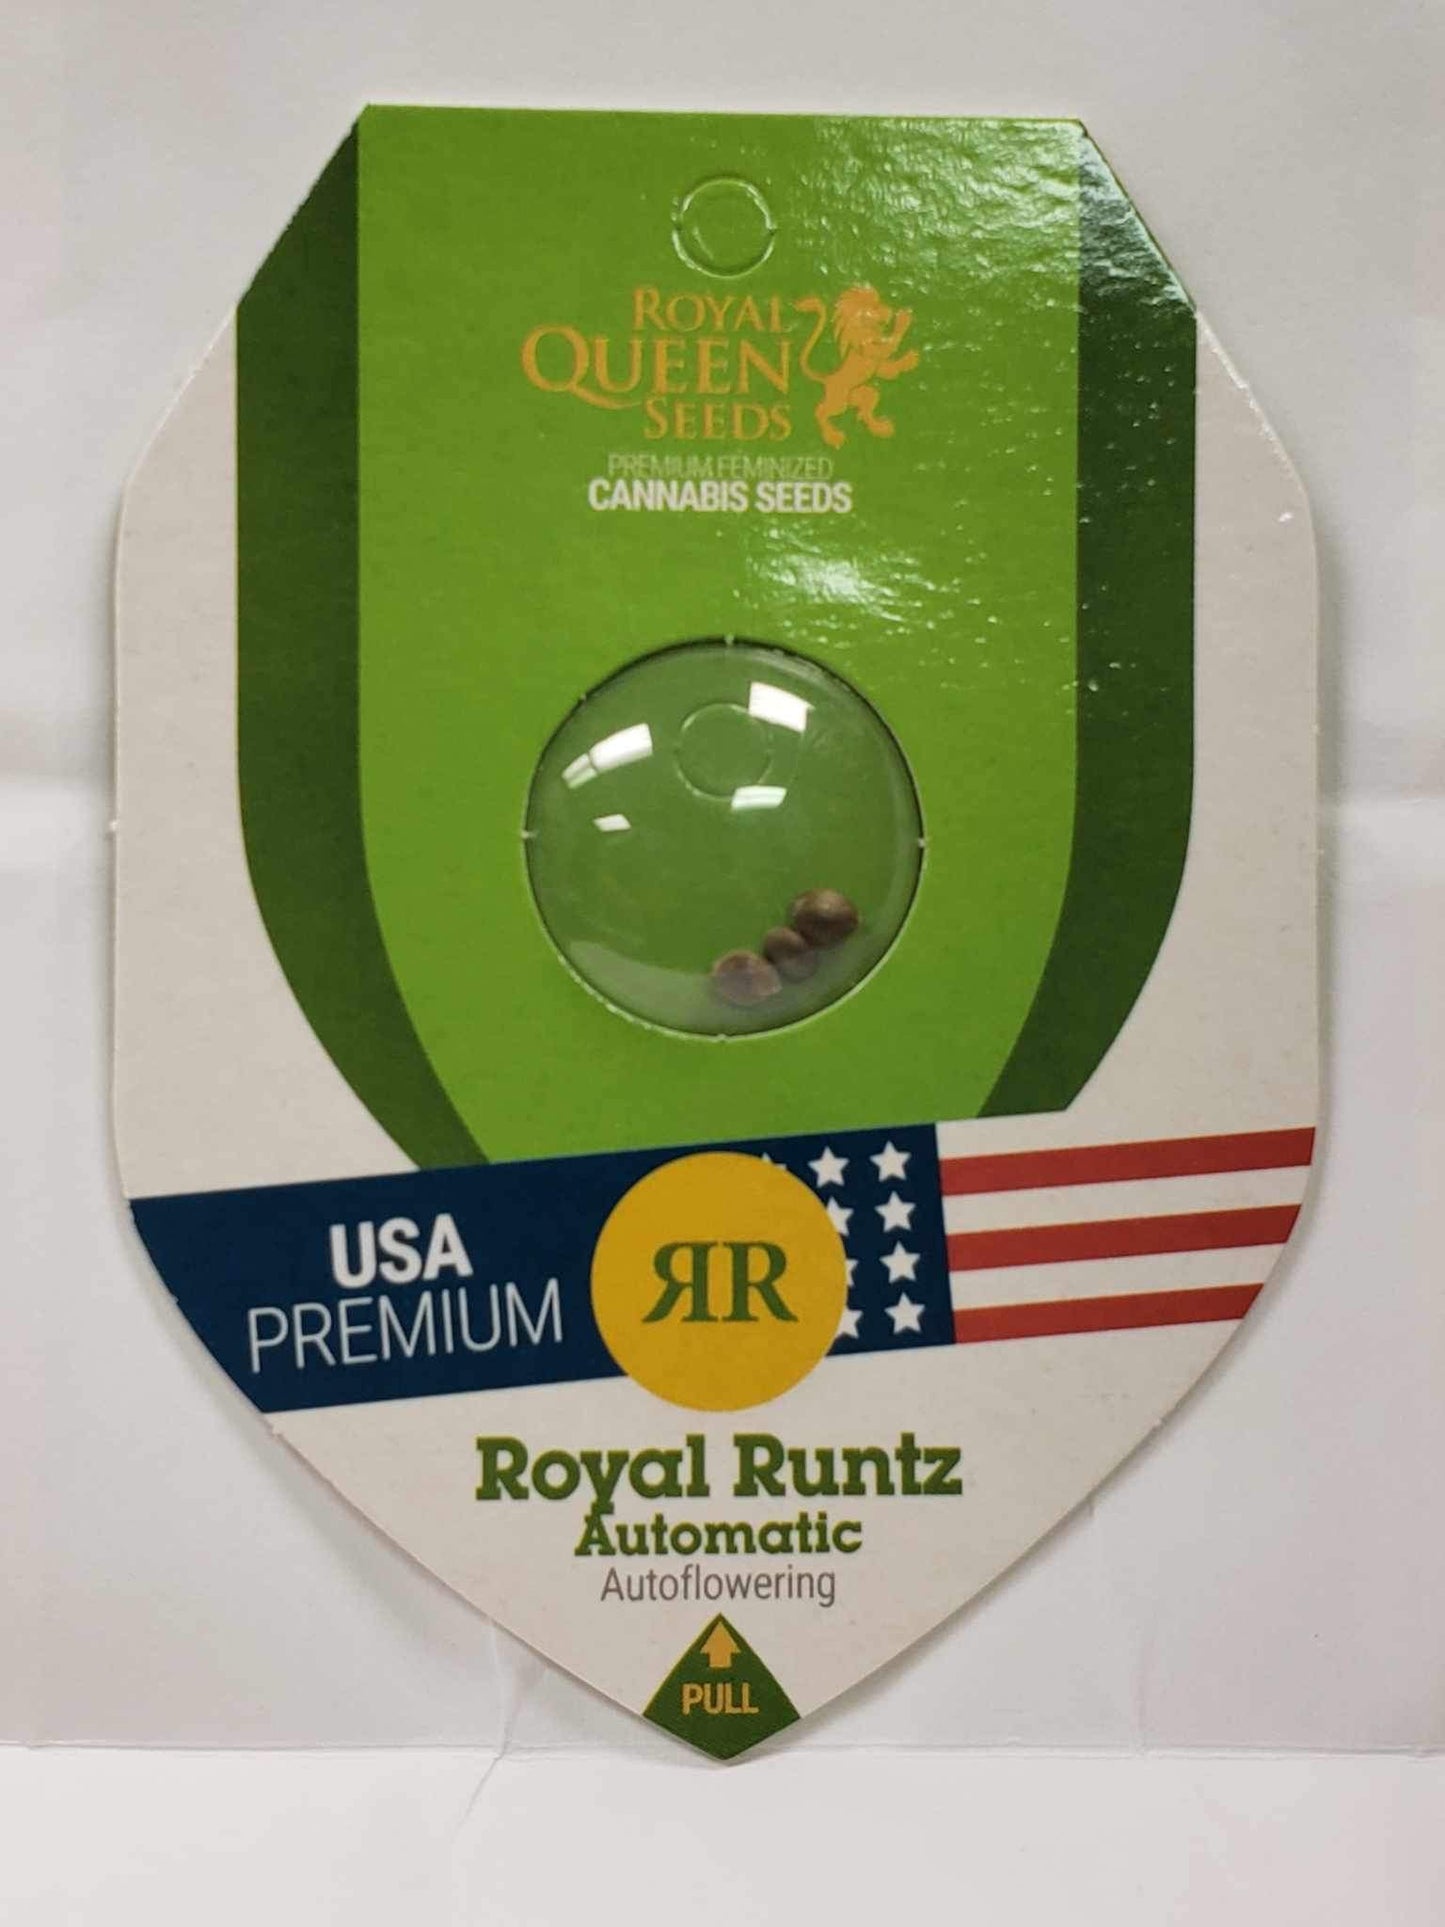 ROYAL
QUEEN
SEEDS
PREMIUM FEMINIZED
CANNABIS SEEDS
USA
PREMIUM
ЯR
Royal Runtz
Automatic
Autoflowering
PULL